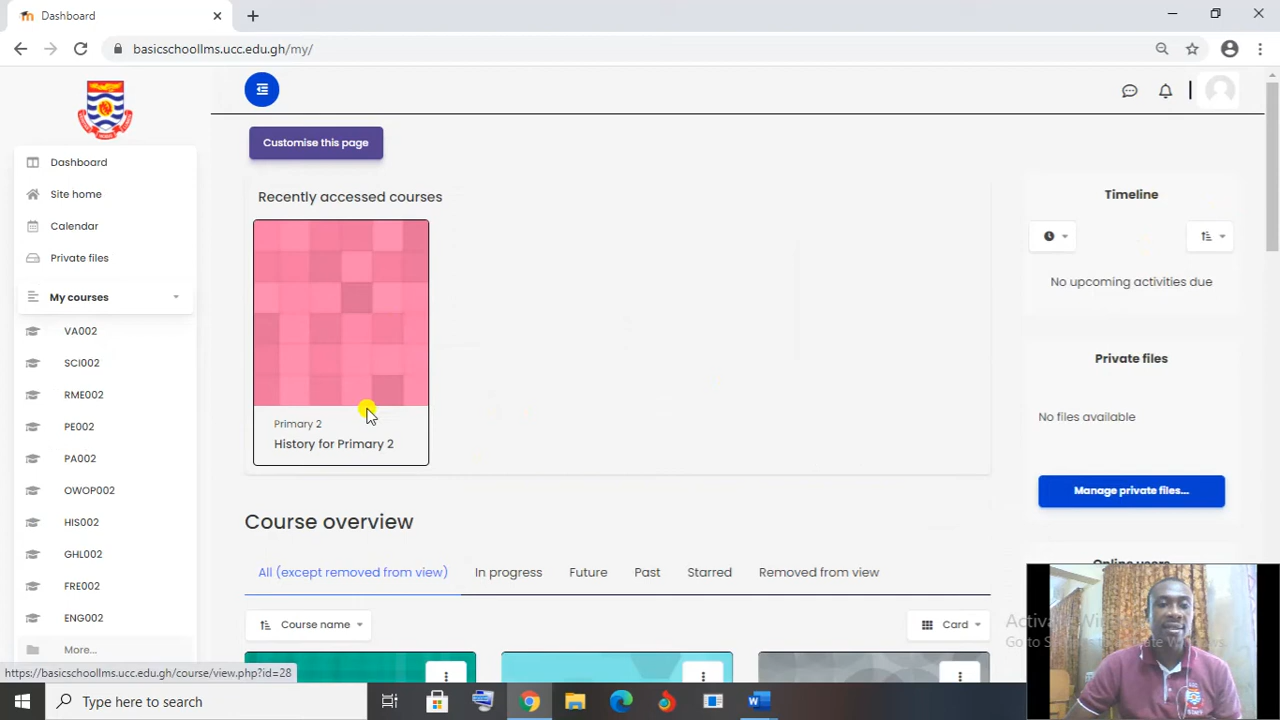 Dashboard
basicschoollms.ucc.edu.gh/my/
Dashboard
Site home
Calendar
Private files
My courses
VA002
SCI002
RME002
PE002
PA002
OWOP002
HIS002
GHL002
FRE002
ENG002
More...
Customise this page
Recently accessed courses
Primary 2
History for Primary 2
Course overview
All (except removed from view)
In progress
Future
Past
Starred
Removed from view
Course name
Card
Timeline
No upcoming activities due
Private files
No files available
Manage private files...
Online users
https://basicschoollms.ucc.edu.gh/course/view.php?id=28
Type here to search